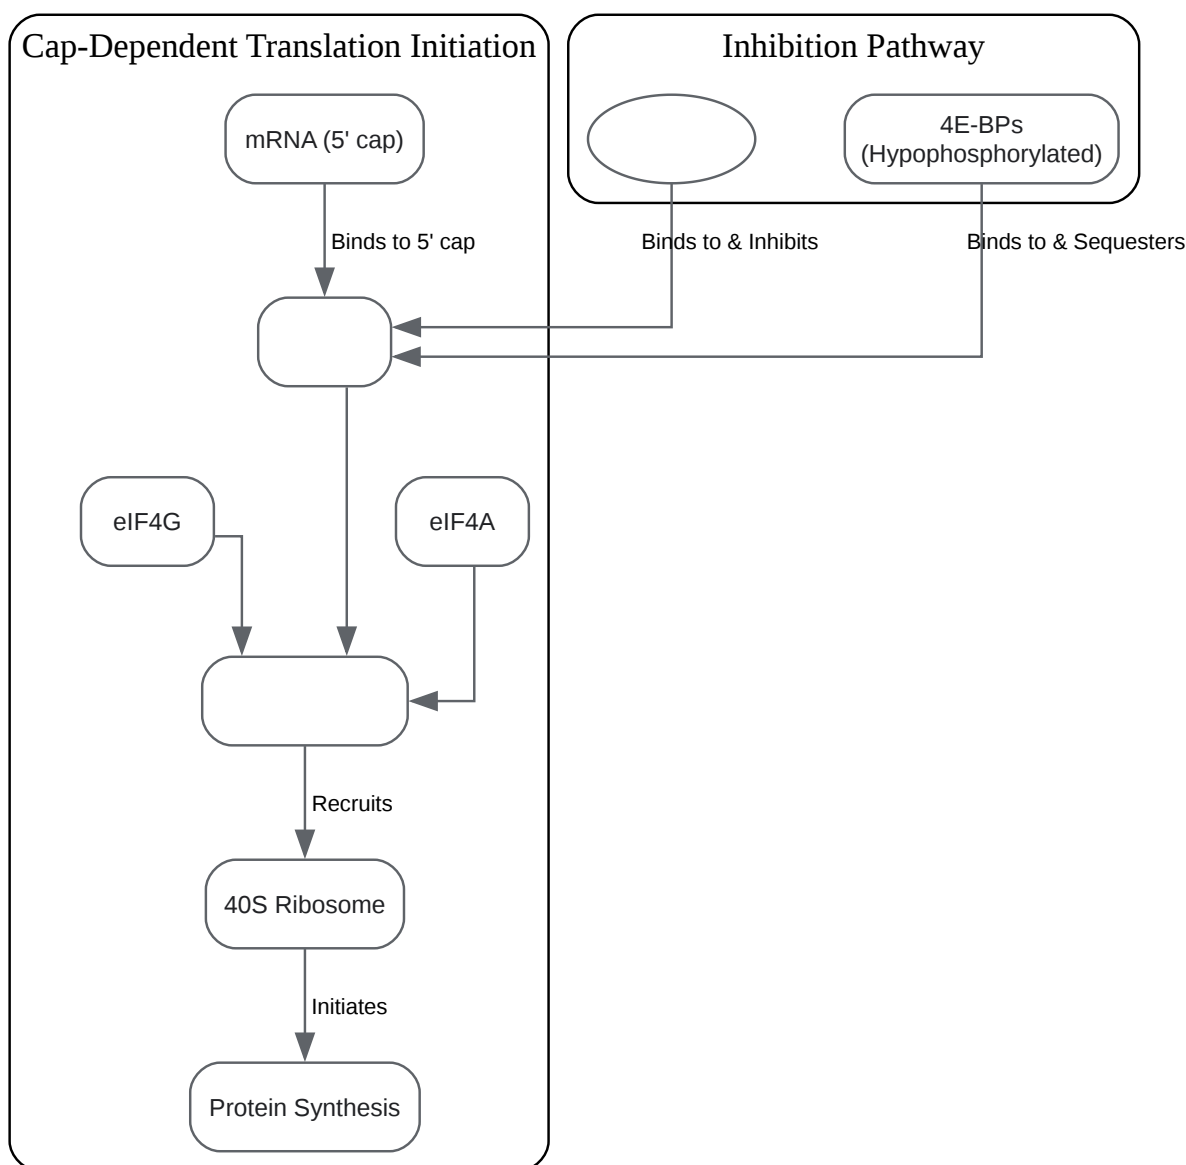 Cap-Dependent Translation Initiation
Inhibition Pathway
mRNA (5' cap)
4E-BPs
(Hypophosphorylated)
Binds to 5' cap
Binds to & Inhibits
Binds to & Sequesters
eIF4G
eIF4A
Recruits
40S Ribosome
Initiates
Protein Synthesis